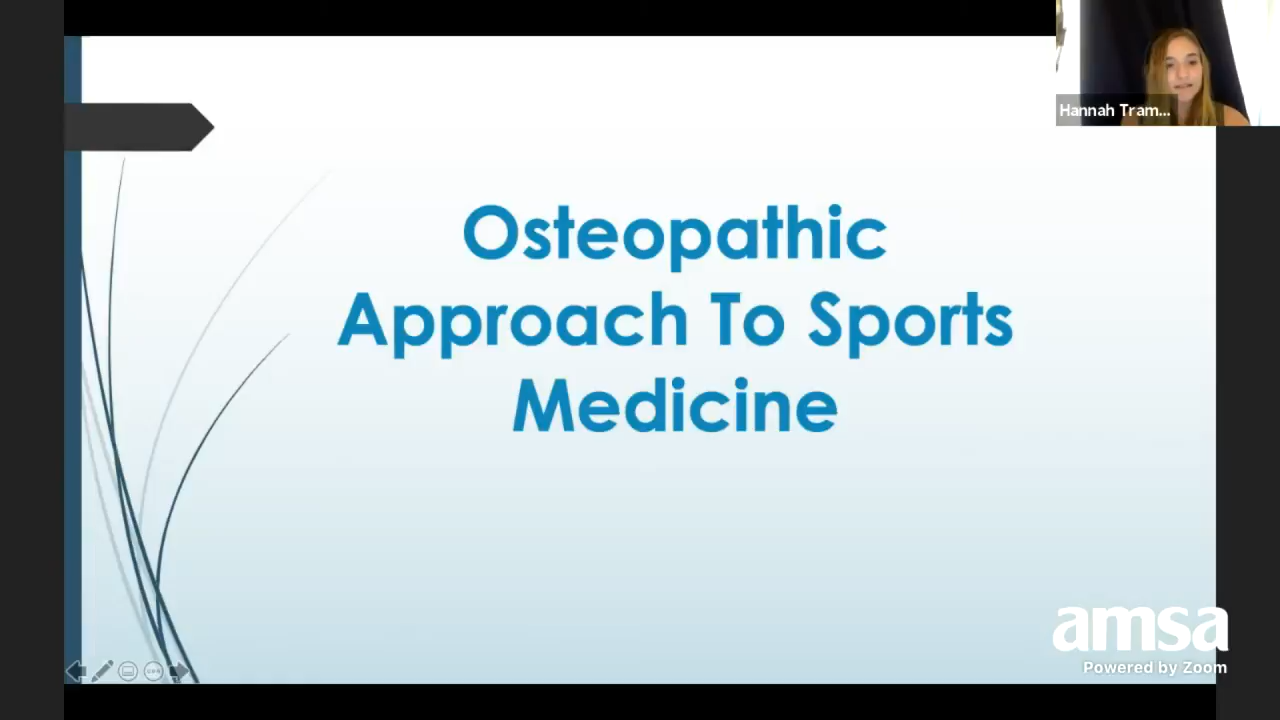 Hannah Tram...
Osteopathic
Approach To Sports
Medicine
amsa
Powered by Zoom